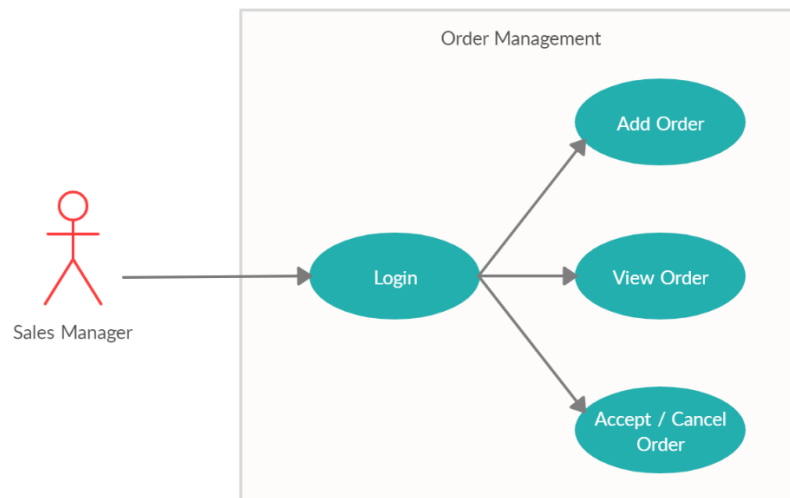 Order Management
Add Order
Login
View Order
Sales Manager
Accept / Cancel
Order